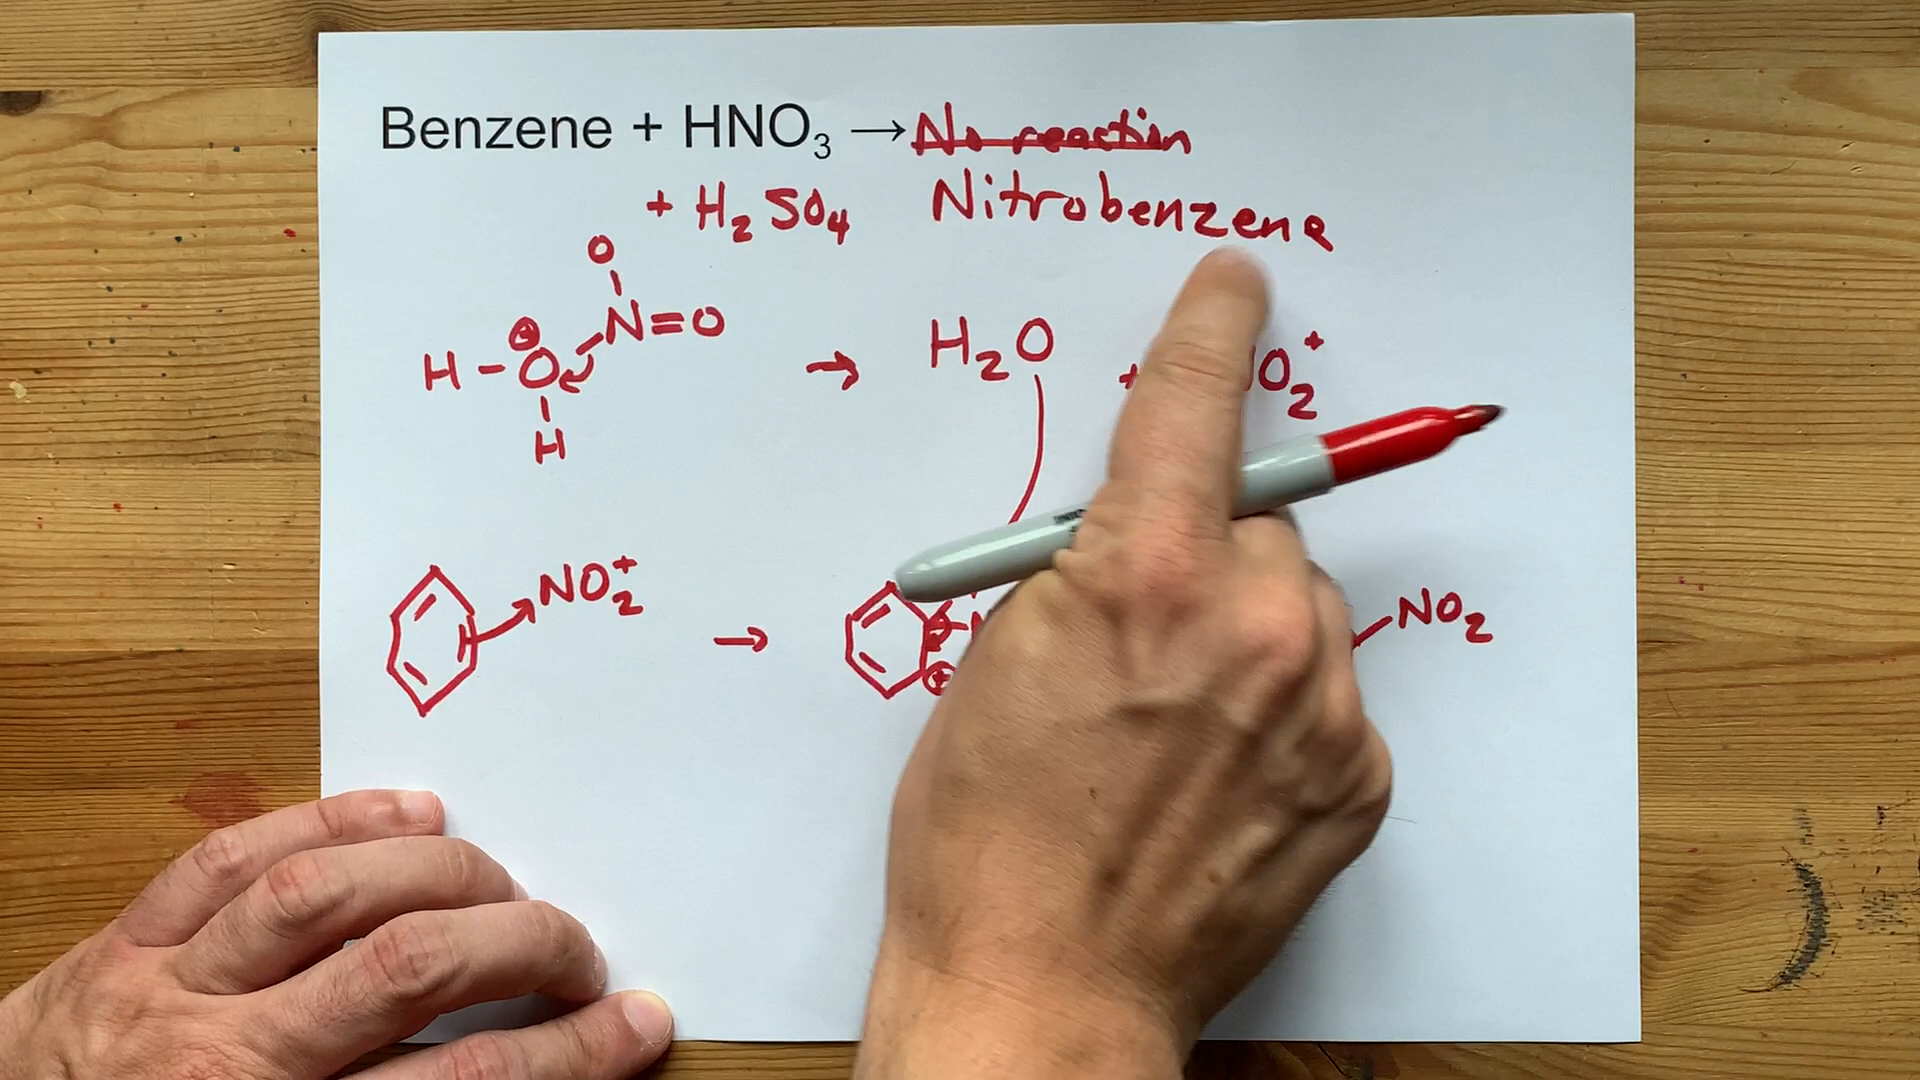 Benzene + HNO₃ → No reaction
+ H₂SO₄ Nitrobenzene
O
N=O
H-O⊕
H
→ H₂O + O₂⁺
NO₂⁺ → ⊕ NO₂